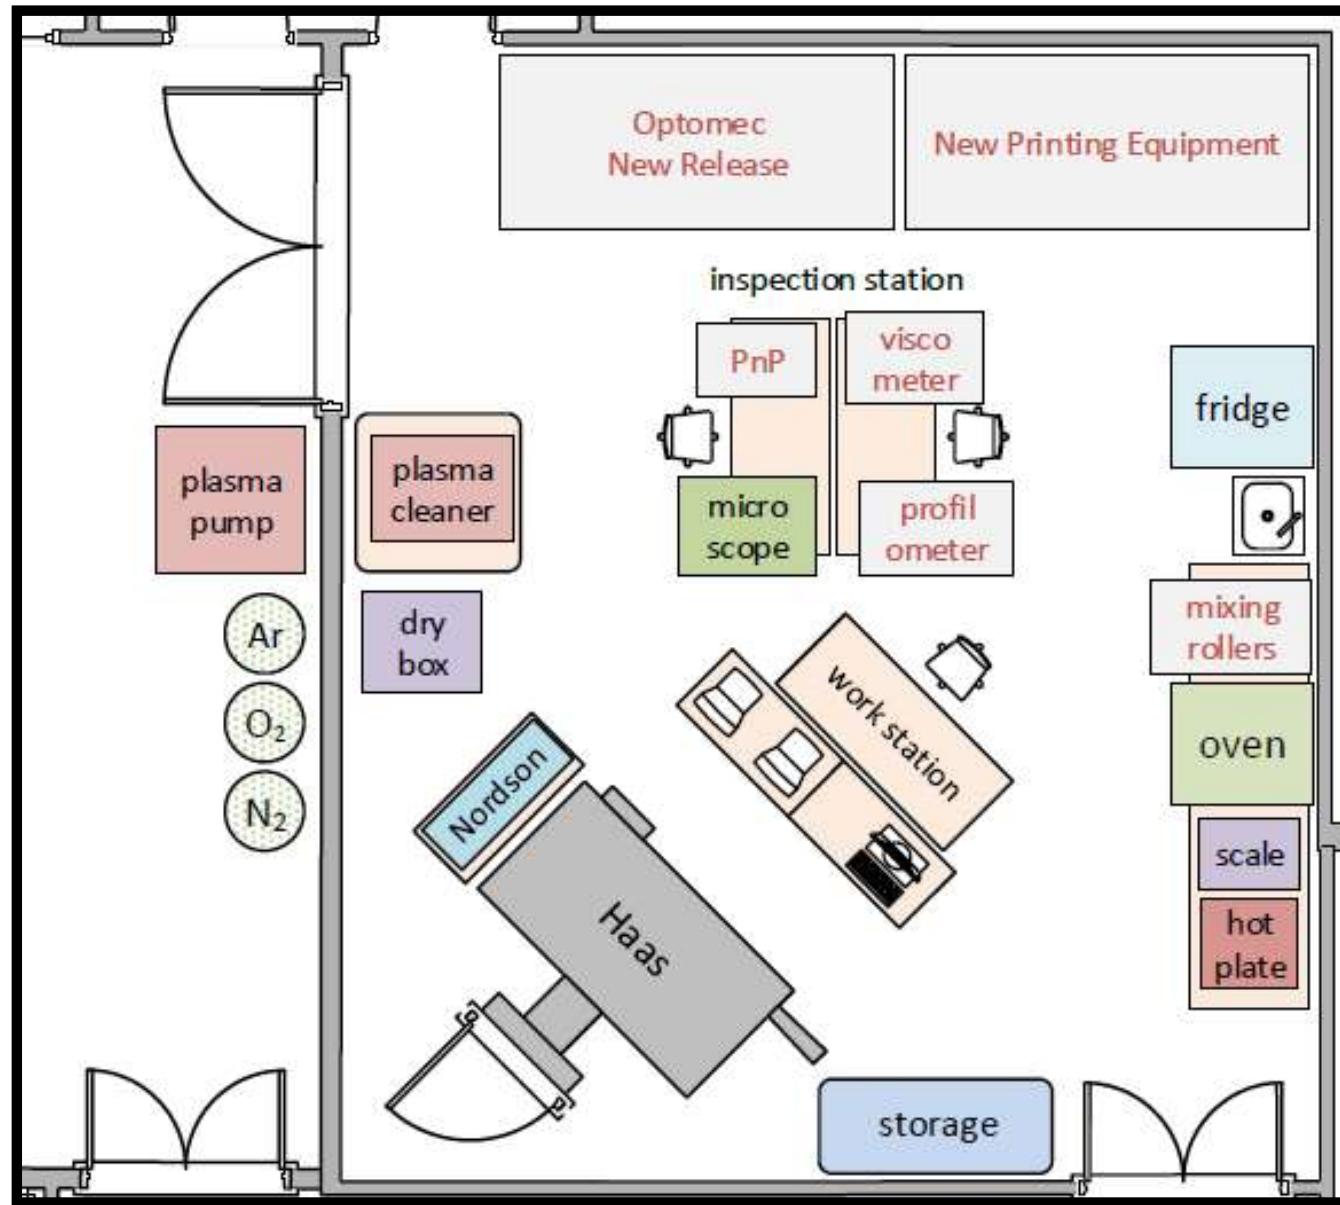 Optomec
New Release
New Printing Equipment
inspection station
PnP
visco
meter
fridge
plasma
pump
plasma
cleaner
micro
scope
profil
ometer
Ar
dry
box
mixing
rollers
O₂
work station
oven
Nordson
N₂
scale
Haas
hot
plate
storage